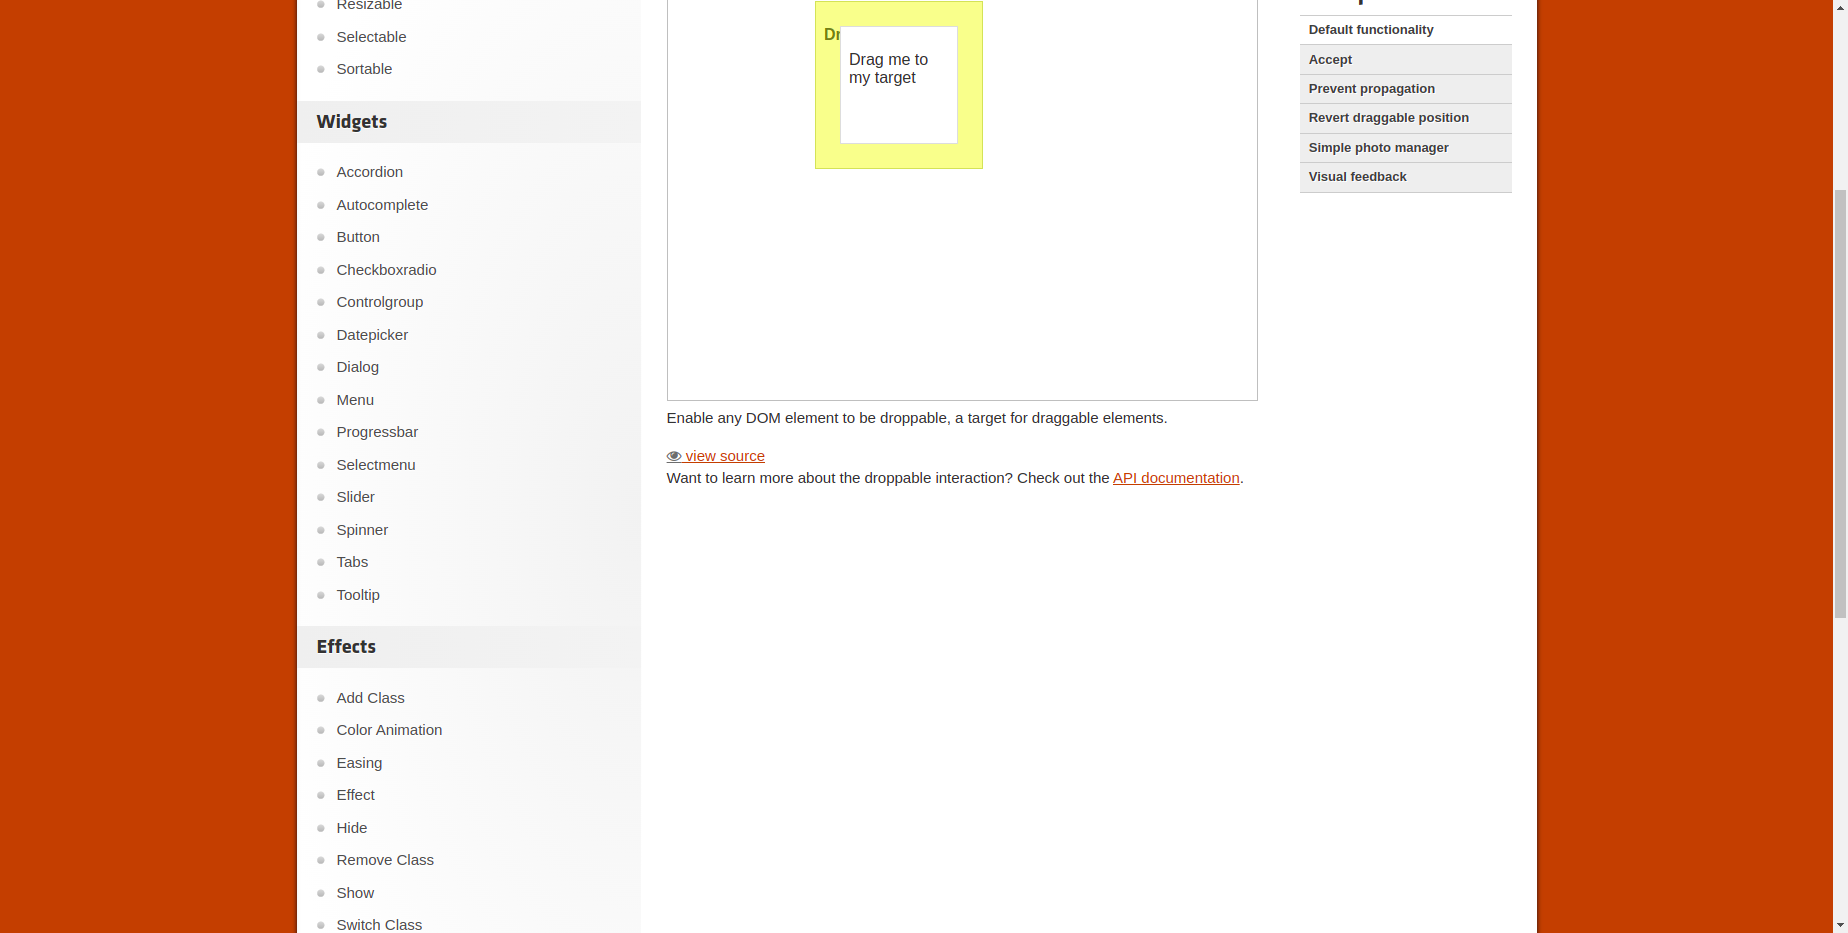 Resizable
Selectable
Sortable
Widgets
Accordion
Autocomplete
Button
Checkboxradio
Controlgroup
Datepicker
Dialog
Menu
Progressbar
Selectmenu
Slider
Spinner
Tabs
Tooltip
Effects
Add Class
Color Animation
Easing
Effect
Hide
Remove Class
Show
Switch Class
Drag me to
my target
Enable any DOM element to be droppable, a target for draggable elements.
view source
Want to learn more about the droppable interaction? Check out the API documentation.
Default functionality
Accept
Prevent propagation
Revert draggable position
Simple photo manager
Visual feedback